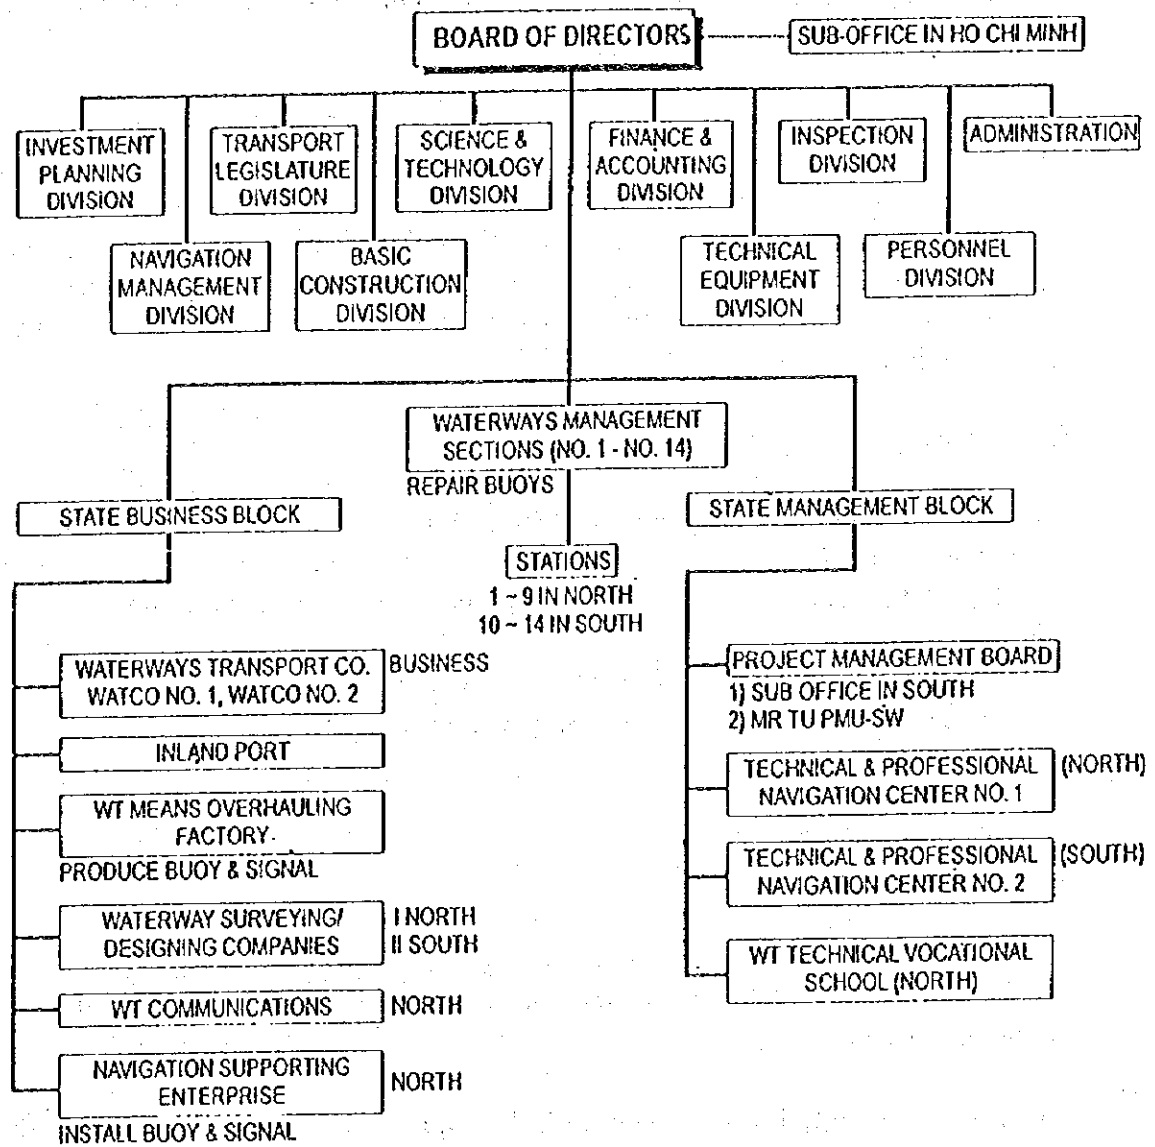 BOARD OF DIRECTORS
SUB-OFFICE IN HO CHI MINH
INVESTMENT
PLANNING
DIVISION
TRANSPORT
LEGISLATURE
DIVISION
SCIENCE &
TECHNOLOGY
DIVISION
FINANCE &
ACCOUNTING
DIVISION
INSPECTION
DIVISION
ADMINISTRATION
NAVIGATION
MANAGEMENT
DIVISION
BASIC
CONSTRUCTION
DIVISION
TECHNICAL
EQUIPMENT
DIVISION
PERSONNEL
DIVISION
WATERWAYS MANAGEMENT
SECTIONS (NO. 1 - NO. 14)
REPAIR BUOYS
STATE BUSINESS BLOCK
STATE MANAGEMENT BLOCK
STATIONS
1 ~ 9 IN NORTH
10 ~ 14 IN SOUTH
WATERWAYS TRANSPORT CO.
WATCO NO. 1, WATCO NO. 2
BUSINESS
INLAND PORT
WT MEANS OVERHAULING
FACTORY
PRODUCE BUOY & SIGNAL
WATERWAY SURVEYING/
DESIGNING COMPANIES
I NORTH
II SOUTH
WT COMMUNICATIONS
NORTH
NAVIGATION SUPPORTING
ENTERPRISE
NORTH
INSTALL BUOY & SIGNAL
PROJECT MANAGEMENT BOARD
1) SUB OFFICE IN SOUTH
2) MR TU PMU-SW
TECHNICAL & PROFESSIONAL
NAVIGATION CENTER NO. 1
(NORTH)
TECHNICAL & PROFESSIONAL
NAVIGATION CENTER NO. 2
(SOUTH)
WT TECHNICAL VOCATIONAL
SCHOOL (NORTH)